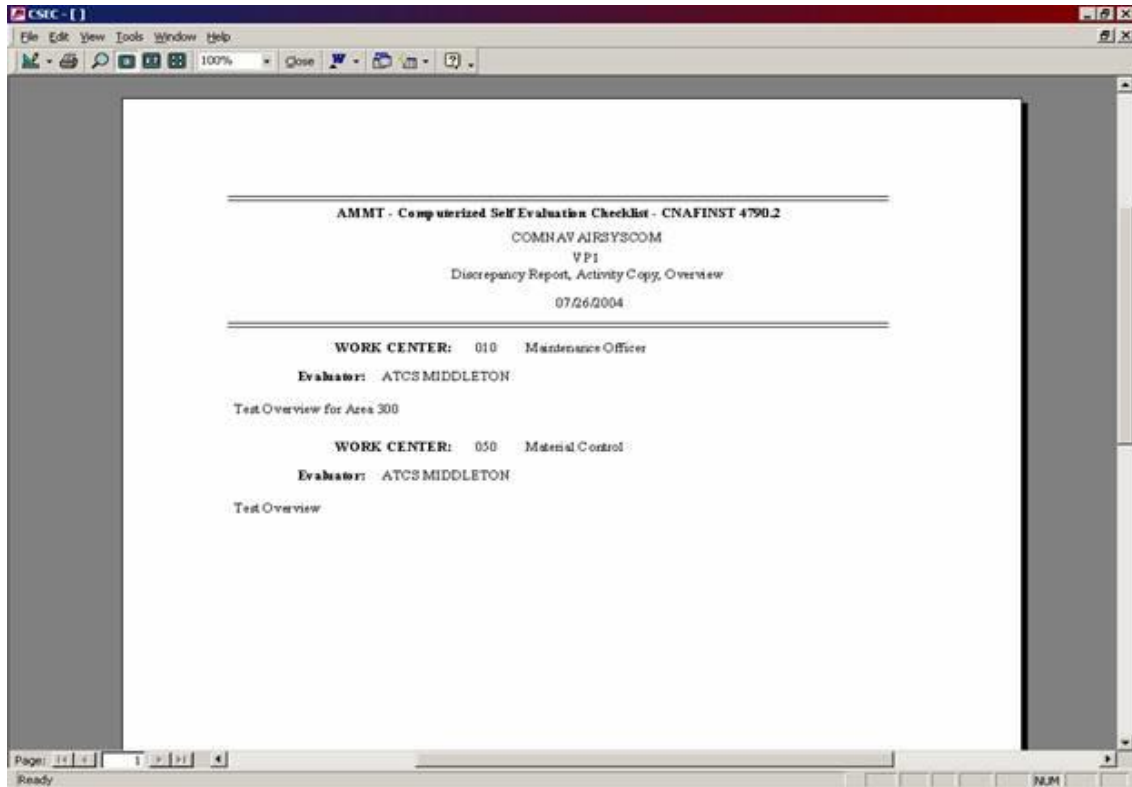 CSEC - [ ]
File Edit View Tools Window Help
100% Close
AMMT - Computerized Self Evaluation Checklist - CNAFINST 4790.2
COMNAVAIRSYSCOM
VP1
Discrepancy Report, Activity Copy, Overview
07/26/2004
WORK CENTER: 010 Maintenance Officer
Evaluator: ATCS MIDDLETON
Test Overview for Area 300
WORK CENTER: 050 Material Control
Evaluator: ATCS MIDDLETON
Test Overview
Page: 1
Ready NUM